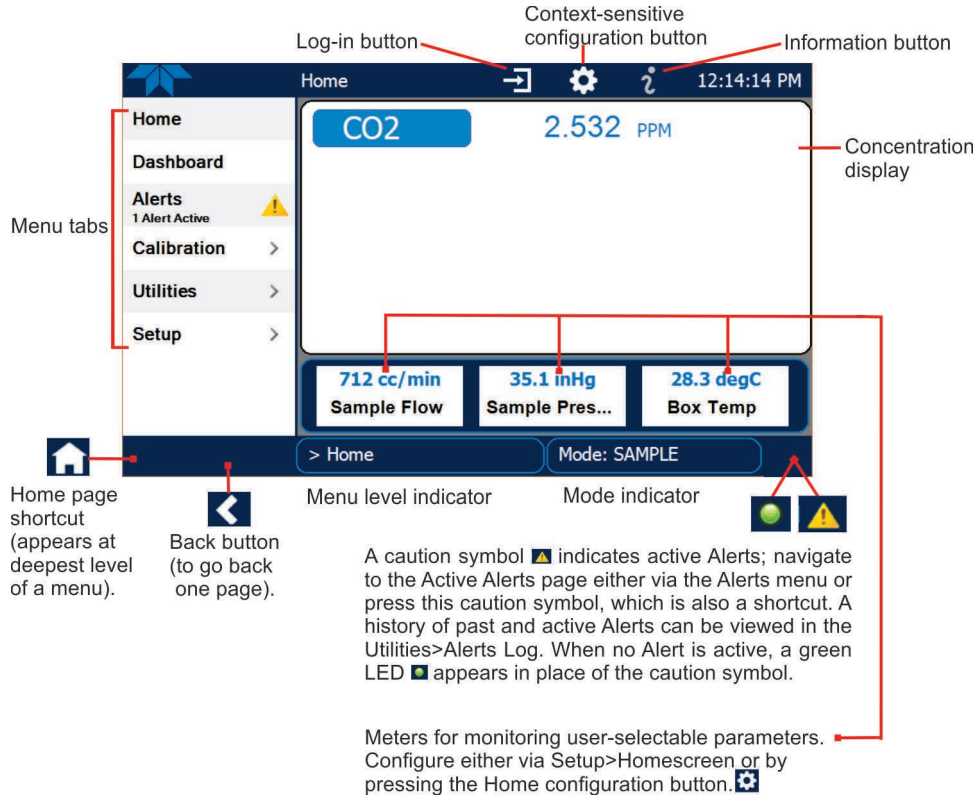 Context-sensitive
configuration button
Log-in button
Information button
Home
12:14:14 PM
Home
Dashboard
Alerts
1 Alert Active
Calibration
Utilities
Setup
Menu tabs
CO2
2.532 PPM
Concentration
display
712 cc/min
Sample Flow
35.1 inHg
Sample Pres...
28.3 degC
Box Temp
> Home
Mode: SAMPLE
Home page
shortcut
(appears at
deepest level
of a menu).
Back button
(to go back
one page).
Menu level indicator
Mode indicator
A caution symbol indicates active Alerts; navigate
to the Active Alerts page either via the Alerts menu or
press this caution symbol, which is also a shortcut. A
history of past and active Alerts can be viewed in the
Utilities>Alerts Log. When no Alert is active, a green
LED appears in place of the caution symbol.
Meters for monitoring user-selectable parameters.
Configure either via Setup>Homescreen or by
pressing the Home configuration button.